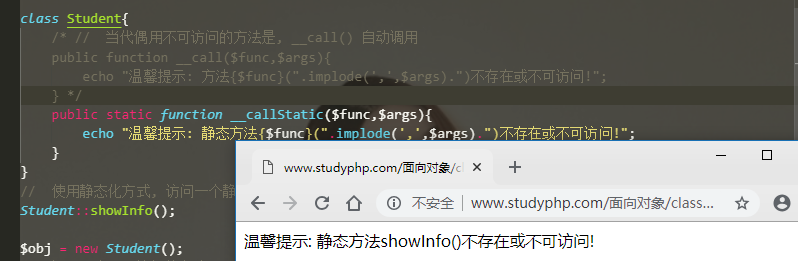 class Student{
/* //  当代偶用不可访问的方法是, __call() 自动调用
public function __call($func,$args){
echo "温馨提示: 方法{$func}(".implode(',',$args).")不存在或不可访问!";
} */
public static function __callStatic($func,$args){
echo "温馨提示: 静态方法{$func}(".implode(',',$args).")不存在或不可访问!";
}
}
//  使用静态化方式, 访问一个静
Student::showInfo();
$obj = new Student();
www.studyphp.com/面向对象/cl
不安全 | www.studyphp.com/面向对象/class...
温馨提示: 静态方法showInfo()不存在或不可访问!